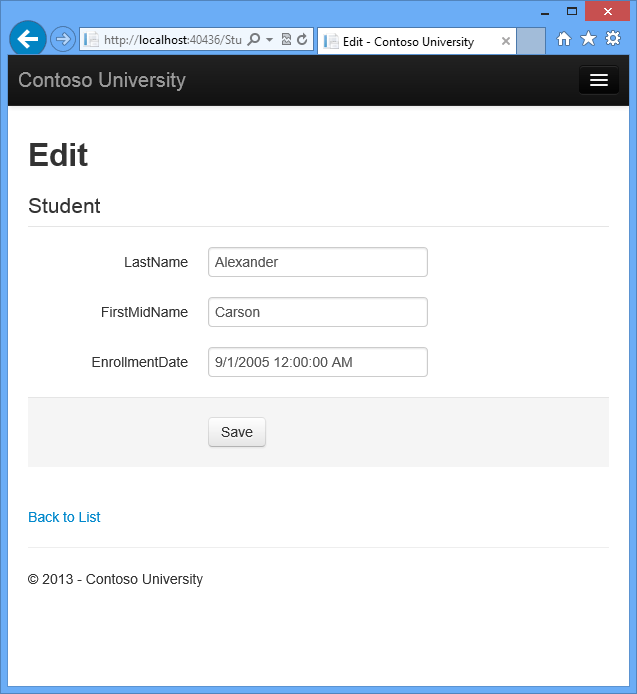 http://localhost:40436/Stu
Edit - Contoso University
Contoso University
Edit
Student
LastName Alexander
FirstMidName Carson
EnrollmentDate 9/1/2005 12:00:00 AM
Save
Back to List
© 2013 - Contoso University